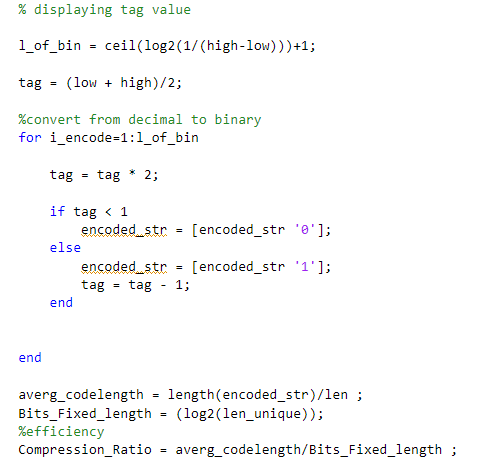 % displaying tag value
l_of_bin = ceil(log2(1/(high-low)))+1;
tag = (low + high)/2;
%convert from decimal to binary
for i_encode=1:l_of_bin
tag = tag * 2;
if tag < 1
encoded_str = [encoded_str '0'];
else
encoded_str = [encoded_str '1'];
tag = tag - 1;
end
end
averg_codelength = length(encoded_str)/len ;
Bits_Fixed_length = (log2(len_unique));
%efficiency
Compression_Ratio = averg_codelength/Bits_Fixed_length ;